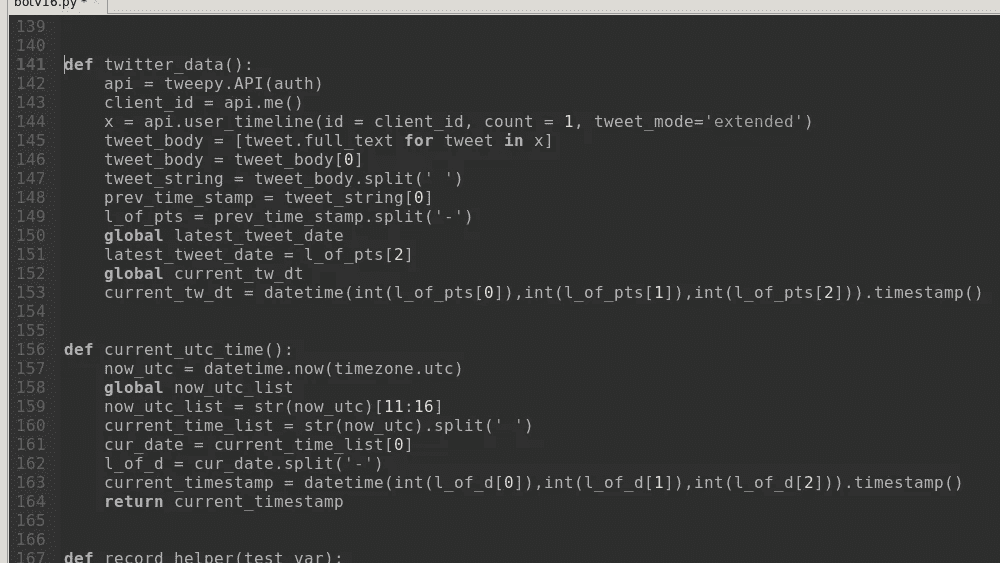 botv16.py *
139
140
141 def twitter_data():
142     api = tweepy.API(auth)
143     client_id = api.me()
144     x = api.user_timeline(id = client_id, count = 1, tweet_mode='extended')
145     tweet_body = [tweet.full_text for tweet in x]
146     tweet_body = tweet_body[0]
147     tweet_string = tweet_body.split(' ')
148     prev_time_stamp = tweet_string[0]
149     l_of_pts = prev_time_stamp.split('-')
150     global latest_tweet_date
151     latest_tweet_date = l_of_pts[2]
152     global current_tw_dt
153     current_tw_dt = datetime(int(l_of_pts[0]),int(l_of_pts[1]),int(l_of_pts[2])).timestamp()
154
155
156 def current_utc_time():
157     now_utc = datetime.now(timezone.utc)
158     global now_utc_list
159     now_utc_list = str(now_utc)[11:16]
160     current_time_list = str(now_utc).split(' ')
161     cur_date = current_time_list[0]
162     l_of_d = cur_date.split('-')
163     current_timestamp = datetime(int(l_of_d[0]),int(l_of_d[1]),int(l_of_d[2])).timestamp()
164     return current_timestamp
165
166
167 def record_helper(test_var):